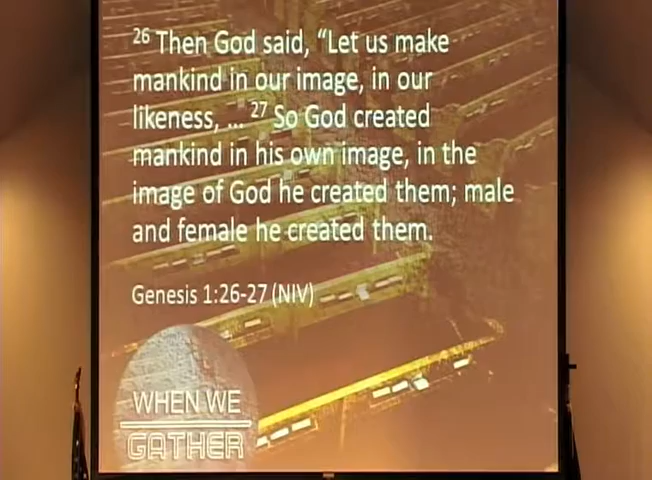 26 Then God said, “Let us make
mankind in our image, in our
likeness, ... 27 So God created
mankind in his own image, in the
image of God he created them; male
and female he created them.
Genesis 1:26-27 (NIV)
WHEN WE
GATHER